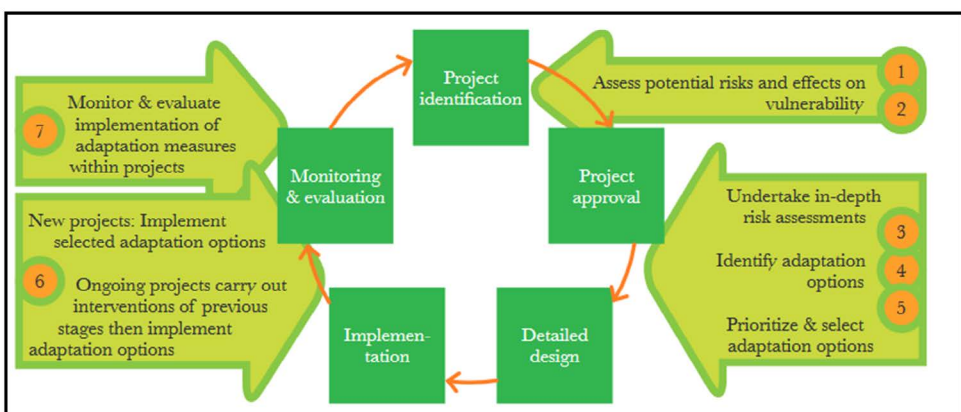 Project
identification
Assess potential risks and effects on
vulnerability
1
2
Project
approval
Undertake in-depth
risk assessments
3
Identify adaptation
options
4
5
Prioritize & select
adaptation options
Detailed
design
Implemen-
tation
New projects: Implement
selected adaptation options
6
Ongoing projects carry out
interventions of previous
stages then implement
adaptation options
Monitoring
& evaluation
7
Monitor & evaluate
implementation of
adaptation measures
within projects